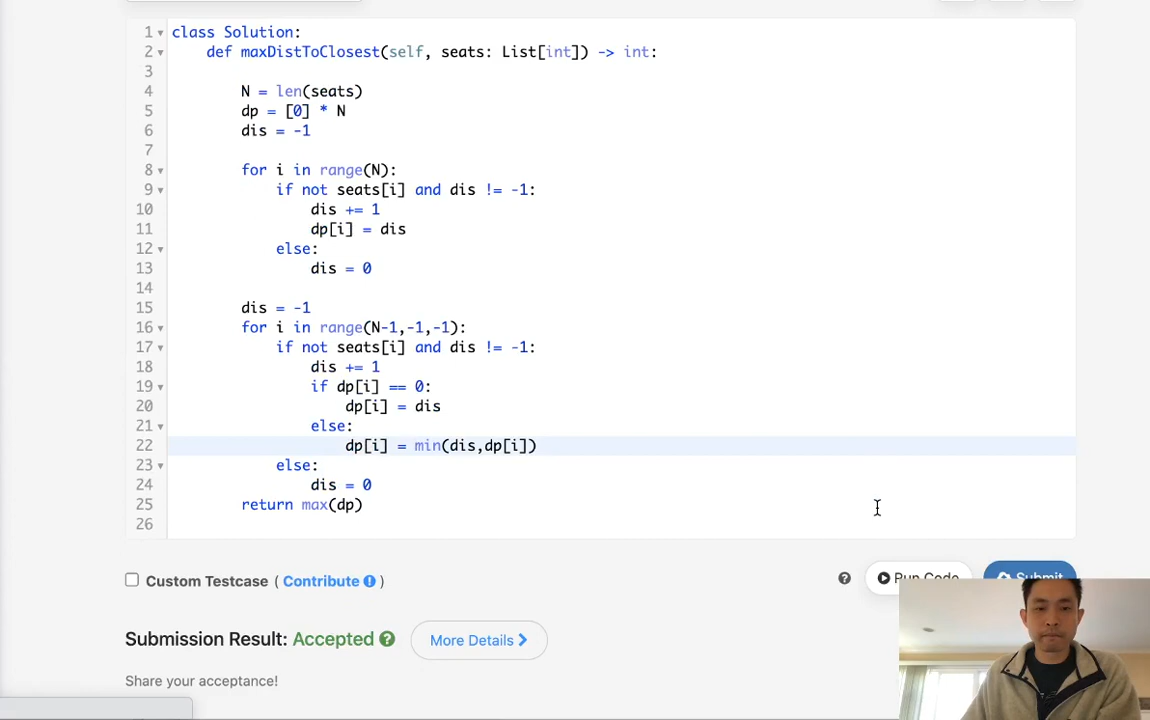 1 class Solution:
2 def maxDistToClosest(self, seats: List[int]) -> int:
3
4 N = len(seats)
5 dp = [0] * N
6 dis = -1
7
8 for i in range(N):
9 if not seats[i] and dis != -1:
10 dis += 1
11 dp[i] = dis
12 else:
13 dis = 0
14
15 dis = -1
16 for i in range(N-1,-1,-1):
17 if not seats[i] and dis != -1:
18 dis += 1
19 if dp[i] == 0:
20 dp[i] = dis
21 else:
22 dp[i] = min(dis,dp[i])
23 else:
24 dis = 0
25 return max(dp)
26
Custom Testcase ( Contribute ) ? Run Code Submit
Submission Result: Accepted ? More Details
Share your acceptance!